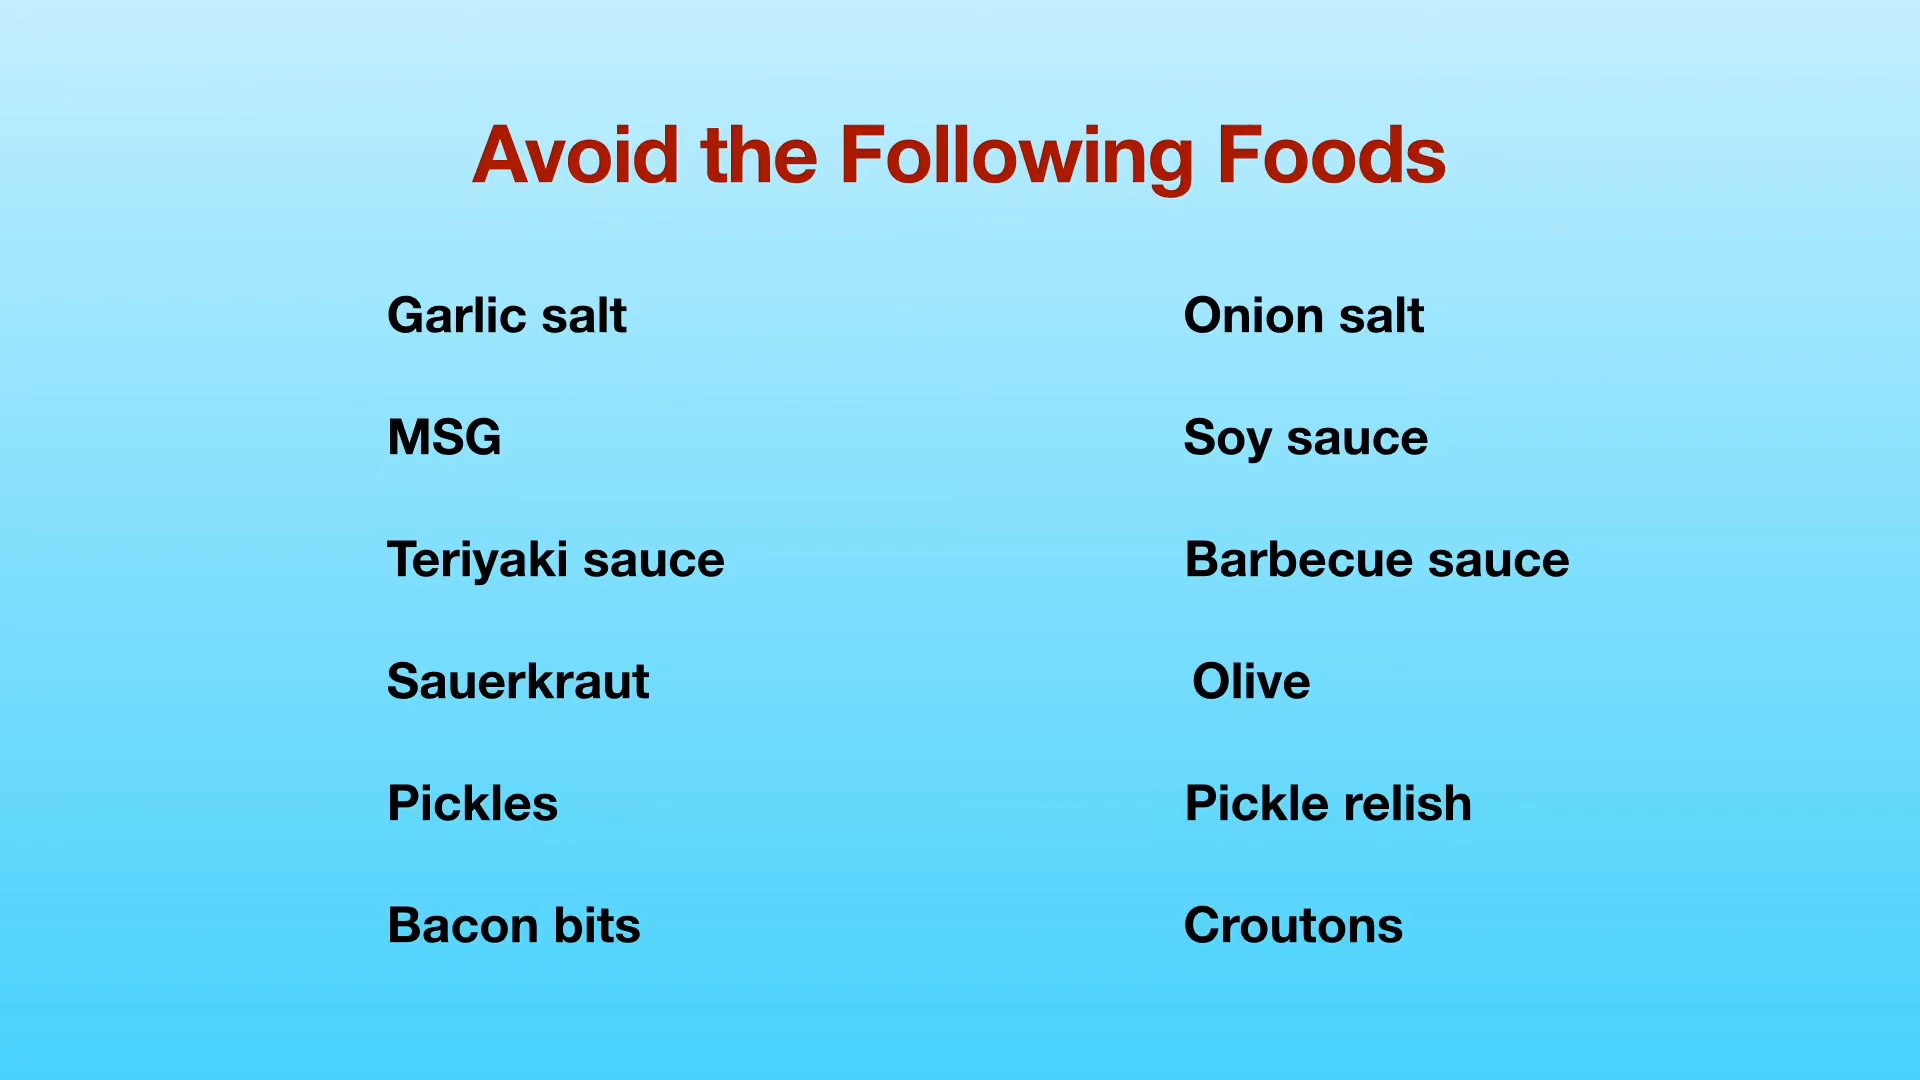 Avoid the Following Foods
Garlic salt
Onion salt
MSG
Soy sauce
Teriyaki sauce
Barbecue sauce
Sauerkraut
Olive
Pickles
Pickle relish
Bacon bits
Croutons